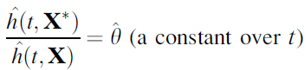 ĥ(t, X*)
ĥ(t, X) = θ̂ (a constant over t)